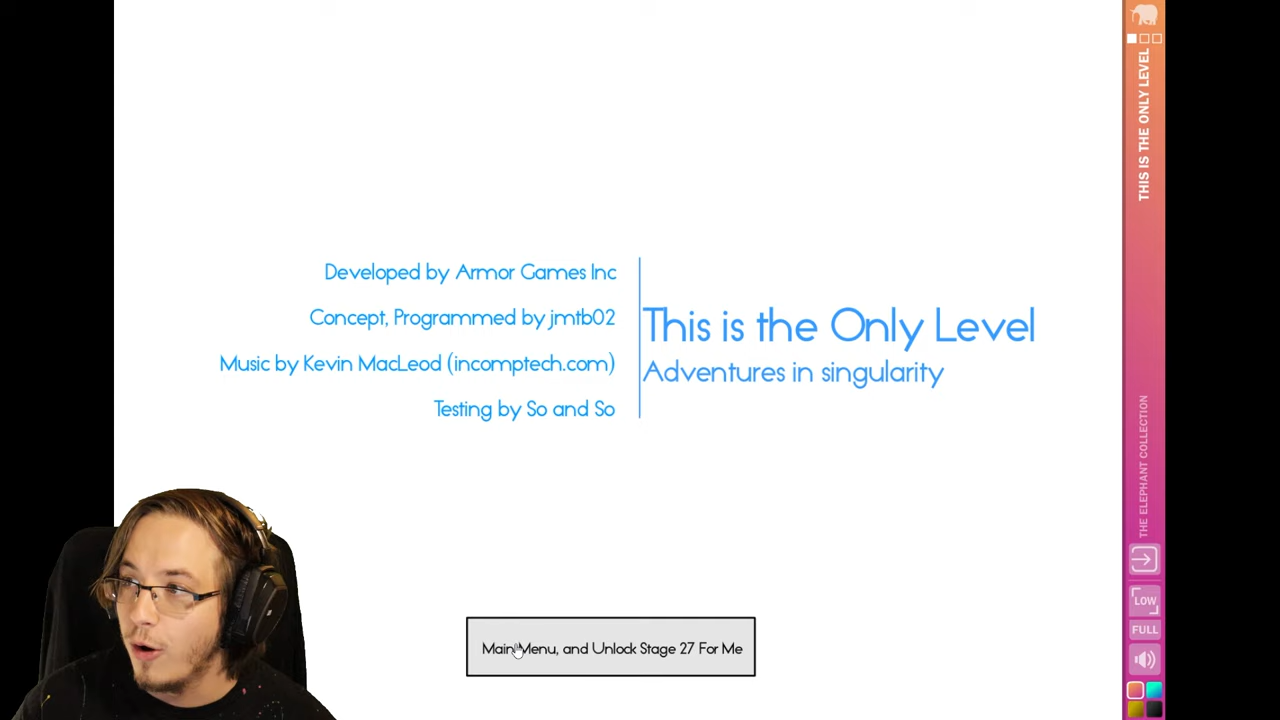 Developed by Armor Games Inc
Concept, Programmed by jmtb02
Music by Kevin MacLeod (incomptech.com)
Testing by So and So
This is the Only Level
Adventures in singularity
Main Menu, and Unlock Stage 27 For Me
THIS IS THE ONLY LEVEL
THE ELEPHANT COLLECTION
LOW
FULL